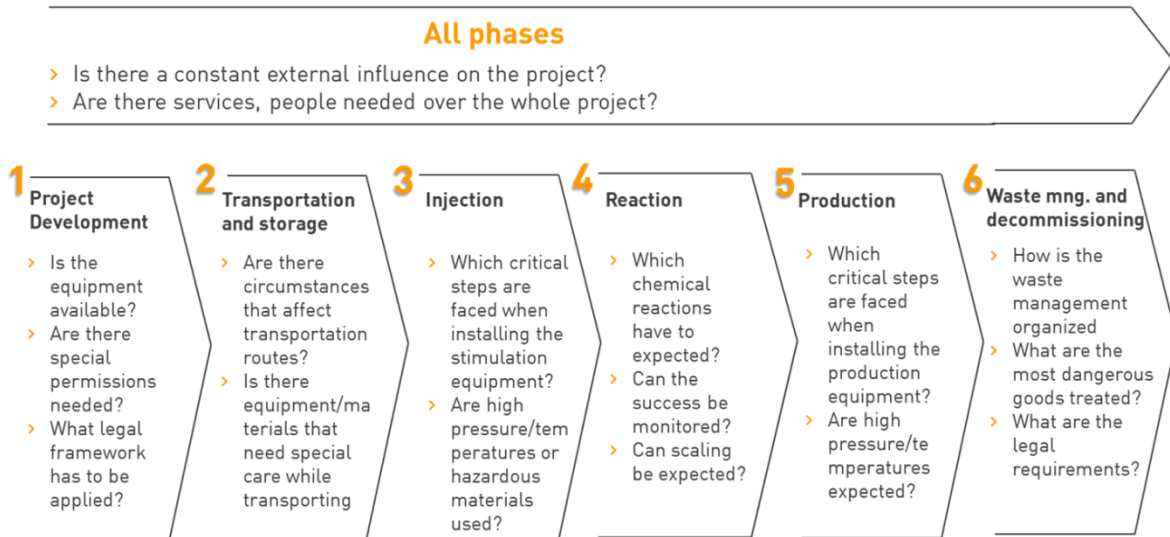 All phases
> Is there a constant external influence on the project?
> Are there services, people needed over the whole project?
1
Project
Development
> Is the
equipment
available?
> Are there
special
permissions
needed?
> What legal
framework
has to be
applied?
2
Transportation
and storage
> Are there
circumstances
that affect
transportation
routes?
> Is there
equipment/ma
terials that
need special
care while
transporting
3
Injection
> Which critical
steps are
faced when
installing the
stimulation
equipment?
> Are high
pressure/tem
peratures or
hazardous
materials
used?
4
Reaction
> Which
chemical
reactions
have to
expected?
> Can the
success be
monitored?
> Can scaling
be expected?
5
Production
> Which
critical steps
are faced
when
installing the
production
equipment?
> Are high
pressure/te
mperatures
expected?
6
Waste mng. and
decommissioning
> How is the
waste
management
organized
> What are the
most dangerous
goods treated?
> What are the
legal
requirements?